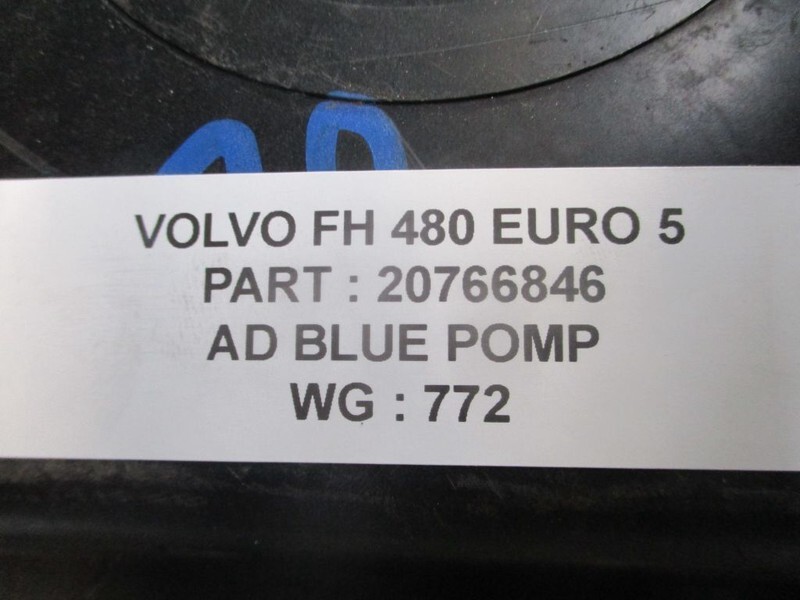 VOLVO FH 480 EURO 5
PART : 20766846
AD BLUE POMP
WG : 772